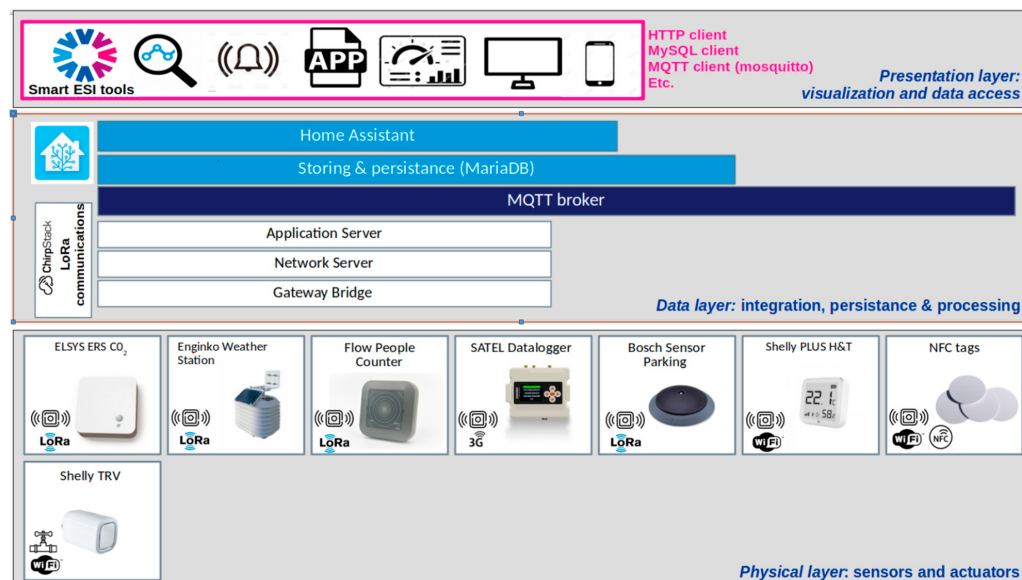 HTTP client
MySQL client
MQTT client (mosquitto)
Etc.
APP
Smart ESI tools
Presentation layer:
visualization and data access
Home Assistant
Storing & persistance (MariaDB)
MQTT broker
ChirpStack
LoRa
communications
Application Server
Network Server
Gateway Bridge
Data layer: integration, persistance & processing
ELSYS ERS C0₂
LoRa
Enginko Weather
Station
LoRa
Flow People
Counter
LoRa
SATEL Datalogger
3G
Bosch Sensor
Parking
LoRa
Shelly PLUS H&T
22.1
58
WiFi
NFC tags
WiFi
NFC
Shelly TRV
WiFi
Physical layer: sensors and actuators